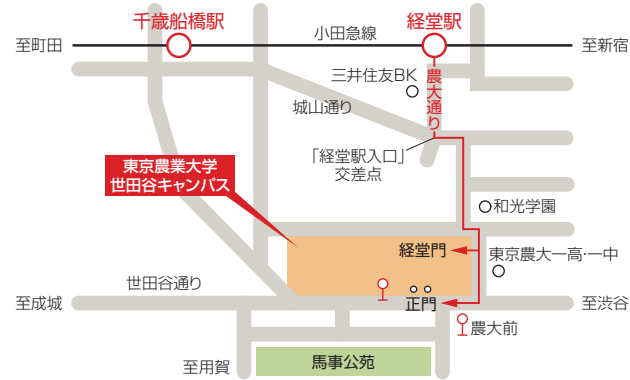 千歳船橋駅
経堂駅
至町田
小田急線
至新宿
三井住友BK
農大通り
城山通り
「経堂駅入口」
交差点
東京農業大学
世田谷キャンパス
和光学園
経堂門
東京農大一高・一中
世田谷通り
至成城
正門
至渋谷
農大前
至用賀
馬事公苑